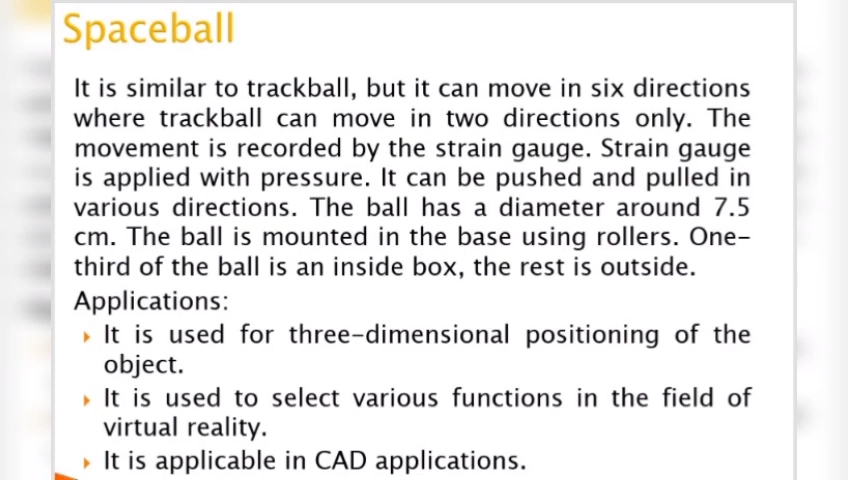 Spaceball
It is similar to trackball, but it can move in six directions
where trackball can move in two directions only. The
movement is recorded by the strain gauge. Strain gauge
is applied with pressure. It can be pushed and pulled in
various directions. The ball has a diameter around 7.5
cm. The ball is mounted in the base using rollers. One-
third of the ball is an inside box, the rest is outside.
Applications:
It is used for three-dimensional positioning of the
object.
It is used to select various functions in the field of
virtual reality.
It is applicable in CAD applications.